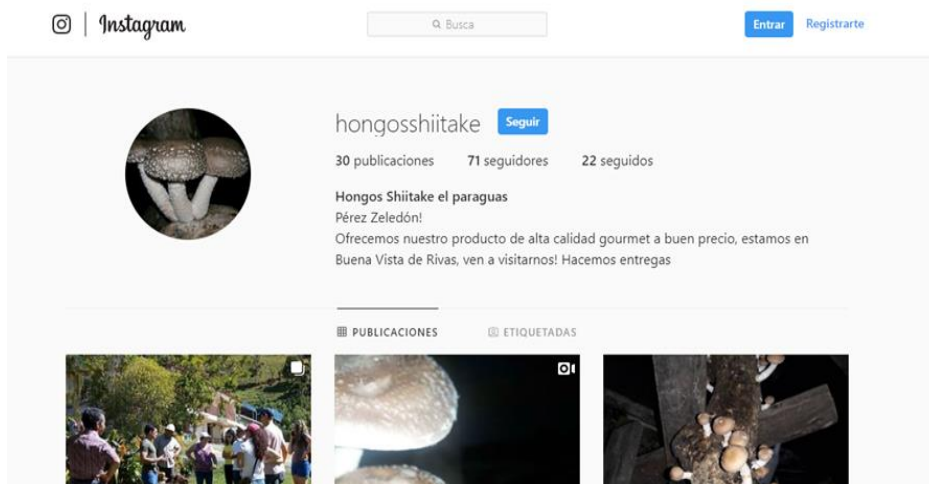 Instagram
Busca
Entrar
Registrarte
hongosshiitake
Seguir
30 publicaciones
71 seguidores
22 seguidos
Hongos Shiitake el paraguas
Pérez Zeledón!
Ofrecemos nuestro producto de alta calidad gourmet a buen precio, estamos en
Buena Vista de Rivas, ven a visitarnos! Hacemos entregas
PUBLICACIONES
ETIQUETADAS